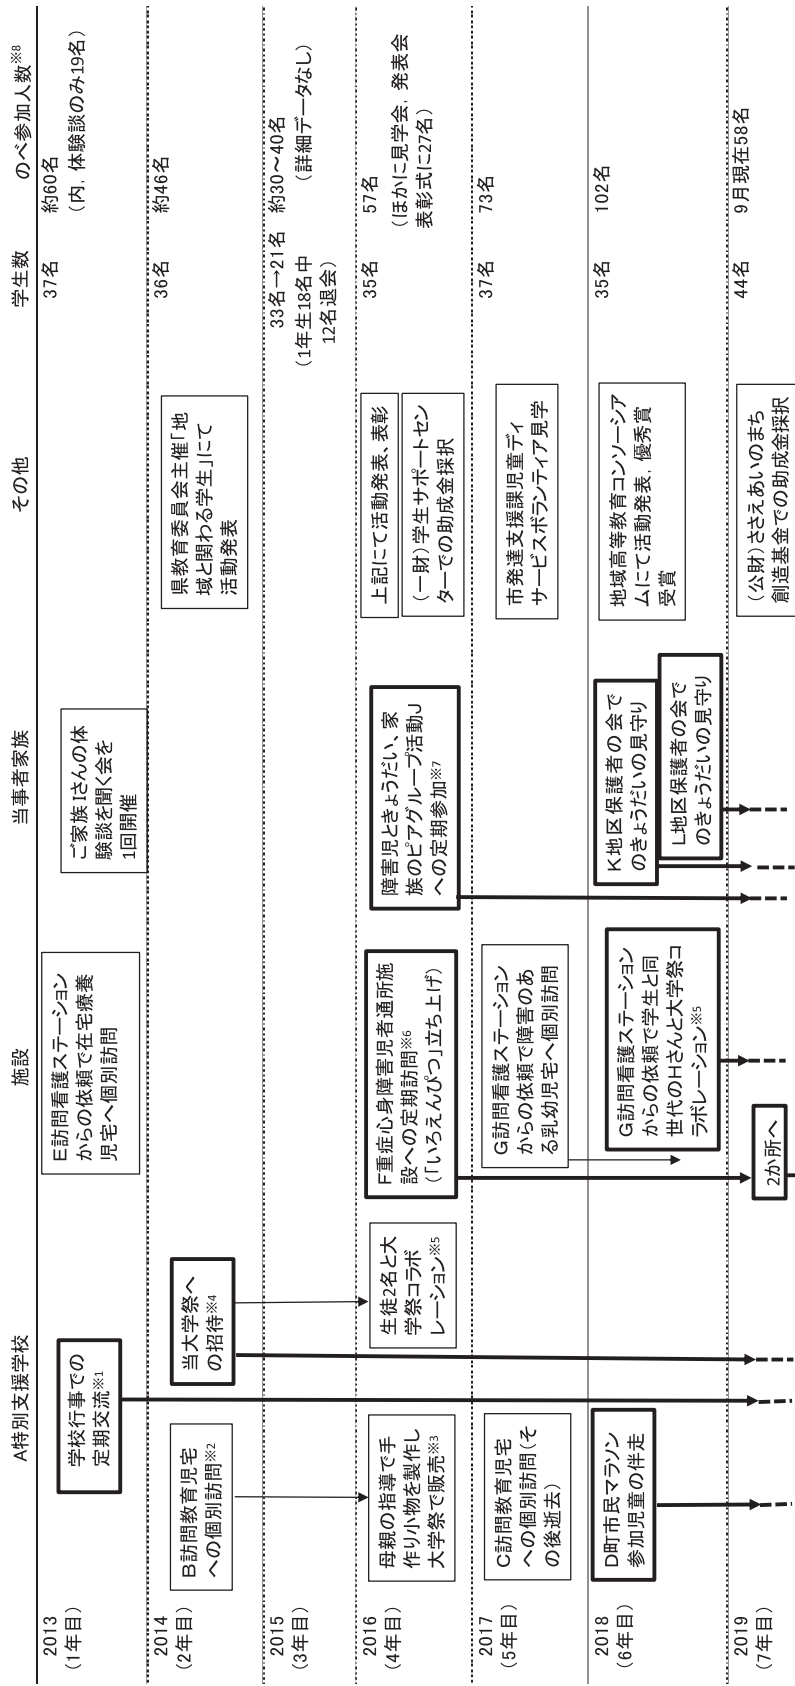 A特別支援学校
施設
当事者家族
その他
学生数
のべ参加人数※8
2013
(1年目)
学校行事での
定期交流※1
E訪問看護ステーション
からの依頼で在宅療養
児宅へ個別訪問
ご家族Iさんの体
験談を聞く会を
1回開催
37名
約60名
(内，体験談のみ19名)
2014
(2年目)
B訪問教育児宅
への個別訪問※2
当大学祭へ
の招待※4
県教育委員会主催「地
域と関わる学生」にて
活動発表
36名
約46名
2015
(3年目)
33名→21名
(1年生18名中
12名退会)
約30～40名
(詳細データなし)
2016
(4年目)
母親の指導で手
作り小物を製作し
大学祭で販売※3
生徒2名と大
学祭コラボ
レーション※5
F重症心身障害児者通所施
設への定期訪問※6
(「いろえんぴつ」立ち上げ)
障害児ときょうだい、家
族のピアグループ活動J
への定期参加※7
上記にて活動発表、表彰
(一財)学生サポートセン
ターでの助成金採択
35名
57名
(ほかに見学会，発表会
表彰式に27名)
2017
(5年目)
C訪問教育児宅
への個別訪問(そ
の後逝去)
G訪問看護ステーション
からの依頼で障害のあ
る乳幼児宅へ個別訪問
市発達支援課児童デイ
サービスボランティア見学
37名
73名
2018
(6年目)
D町市民マラソン
参加児童の伴走
G訪問看護ステーション
からの依頼で学生と同
世代のHさんと大学祭コ
ラボレーション※5
K地区保護者の会で
のきょうだいの見守り
L地区保護者の会で
のきょうだいの見守り
地域高等教育コンソーシア
ムにて活動発表，優秀賞
受賞
35名
102名
2019
(7年目)
2か所へ
(公財)ささえあいのまち
創造基金での助成金採択
44名
9月現在58名